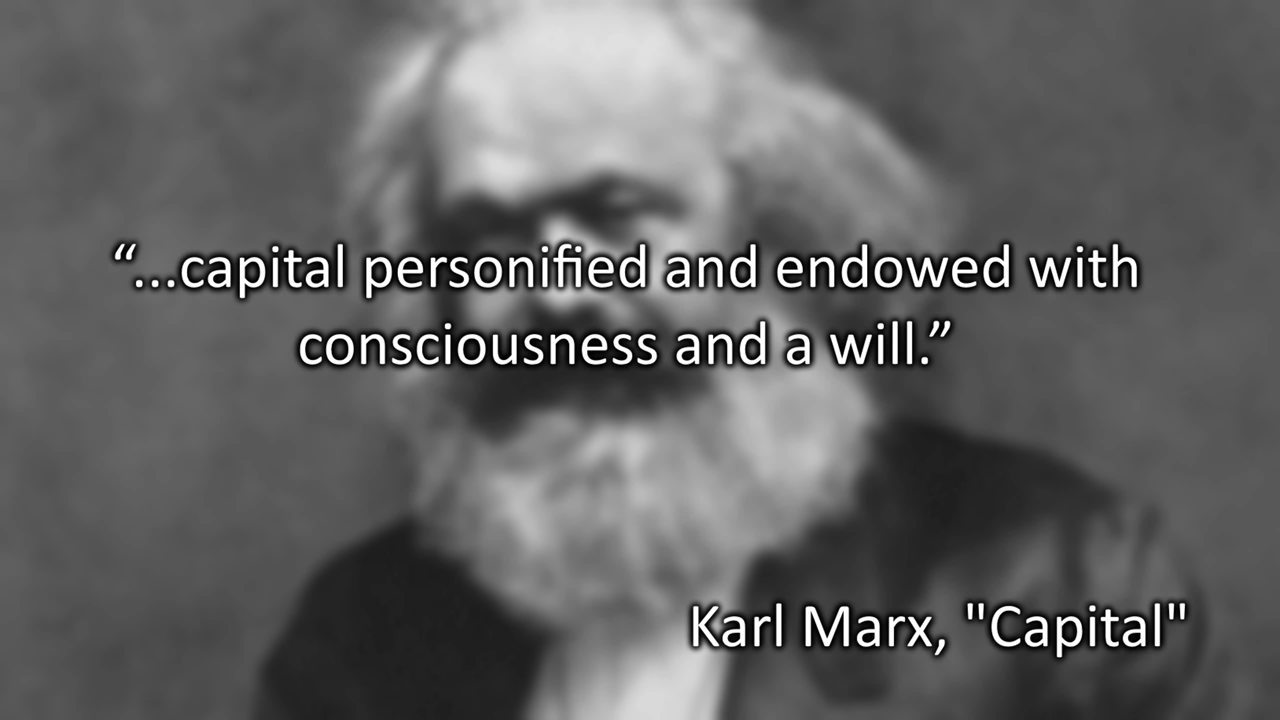 “...capital personified and endowed with
consciousness and a will.”
Karl Marx, "Capital"